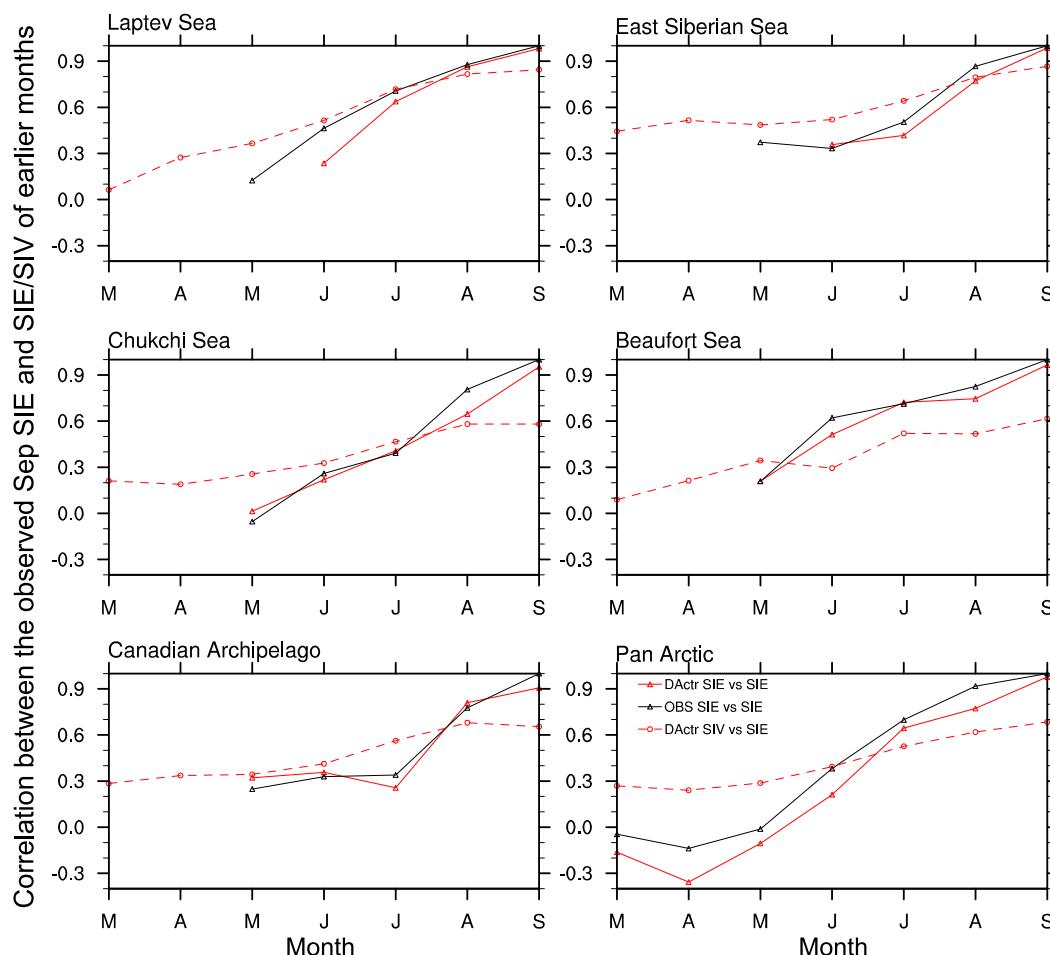 Correlation between the observed Sep SIE and SIE/SIV of earlier months
Laptev Sea
0.9
0.6
0.3
0.0
-0.3
M A M J J A S
East Siberian Sea
0.9
0.6
0.3
0.0
-0.3
M A M J J A S
Chukchi Sea
0.9
0.6
0.3
0.0
-0.3
M A M J J A S
Beaufort Sea
0.9
0.6
0.3
0.0
-0.3
M A M J J A S
Canadian Archipelago
0.9
0.6
0.3
0.0
-0.3
M A M J J A S
Month
Pan Arctic
DActr SIE vs SIE
OBS SIE vs SIE
DActr SIV vs SIE
0.9
0.6
0.3
0.0
-0.3
M A M J J A S
Month